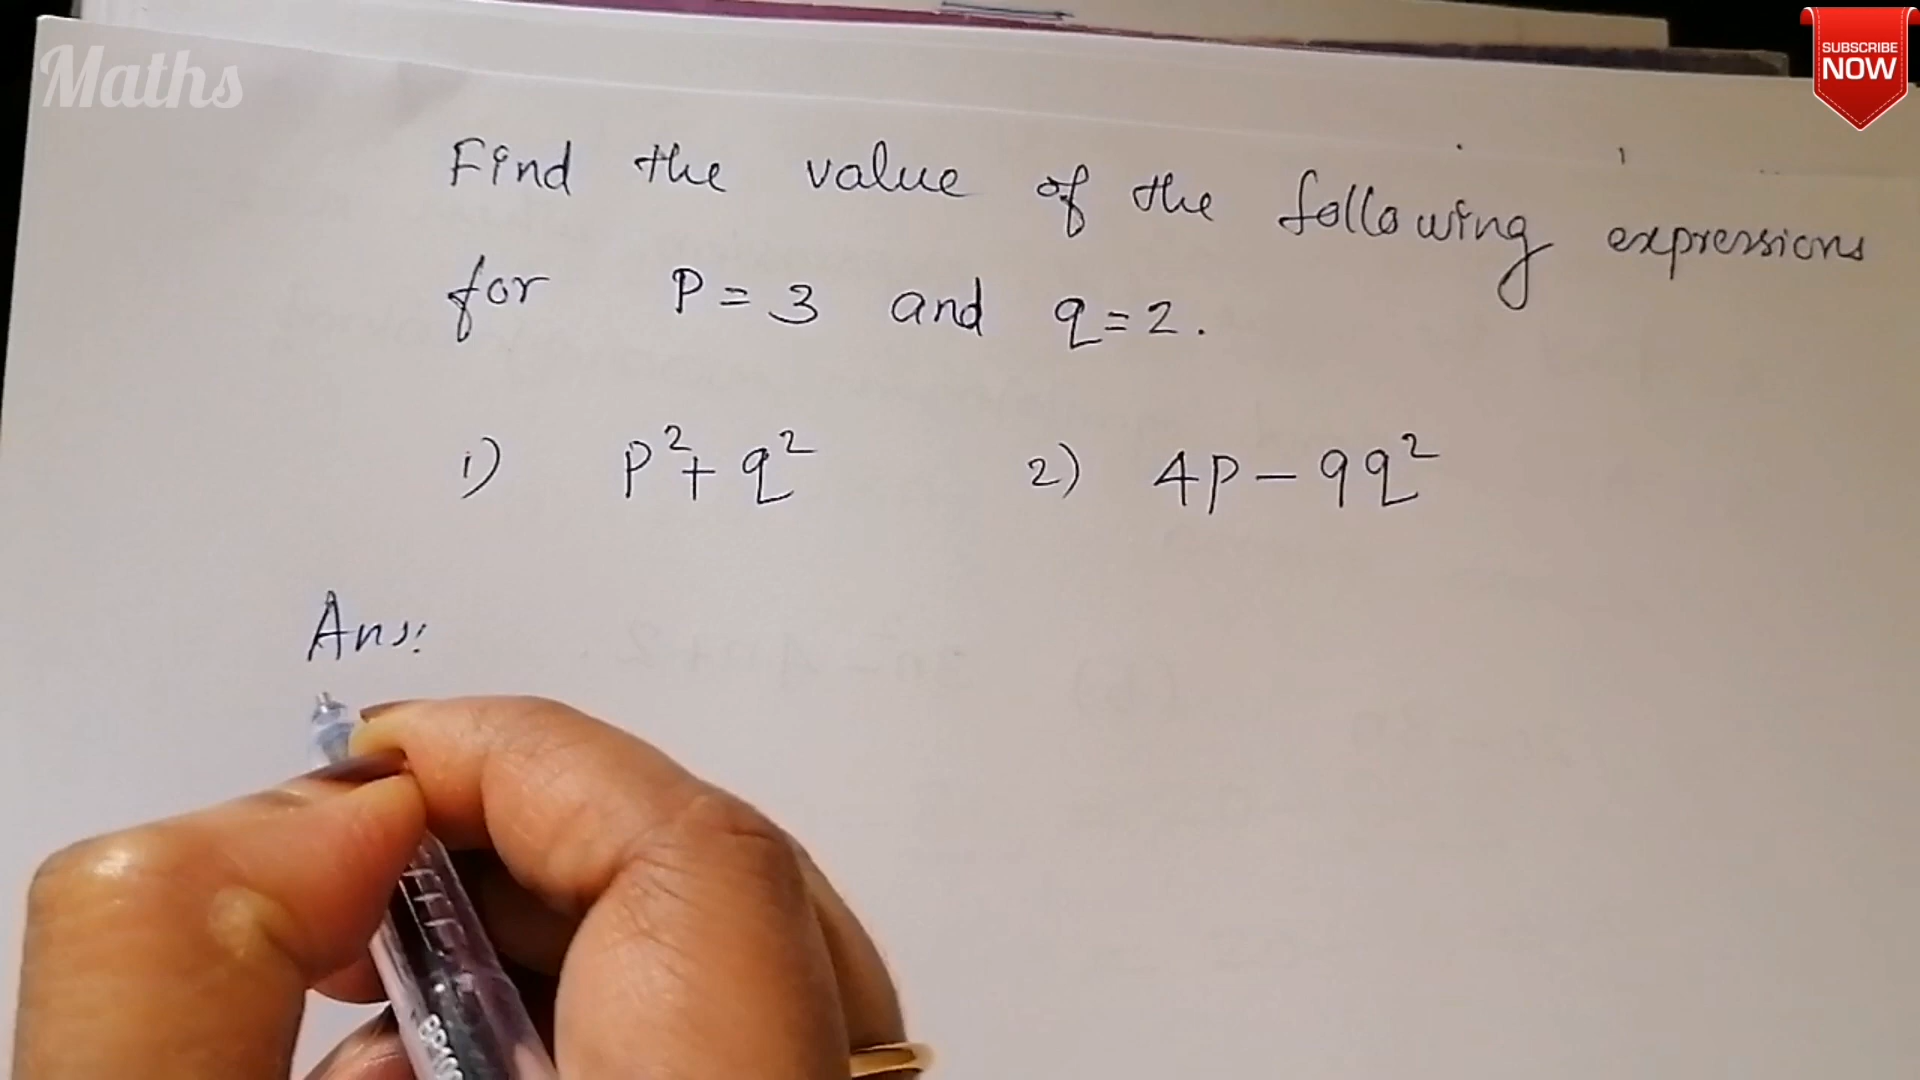 Maths
SUBSCRIBE
NOW
Find the value of the following expressions
for P = 3 and q = 2.
1) p²+ q² 2) 4p - 9q²
Ans: